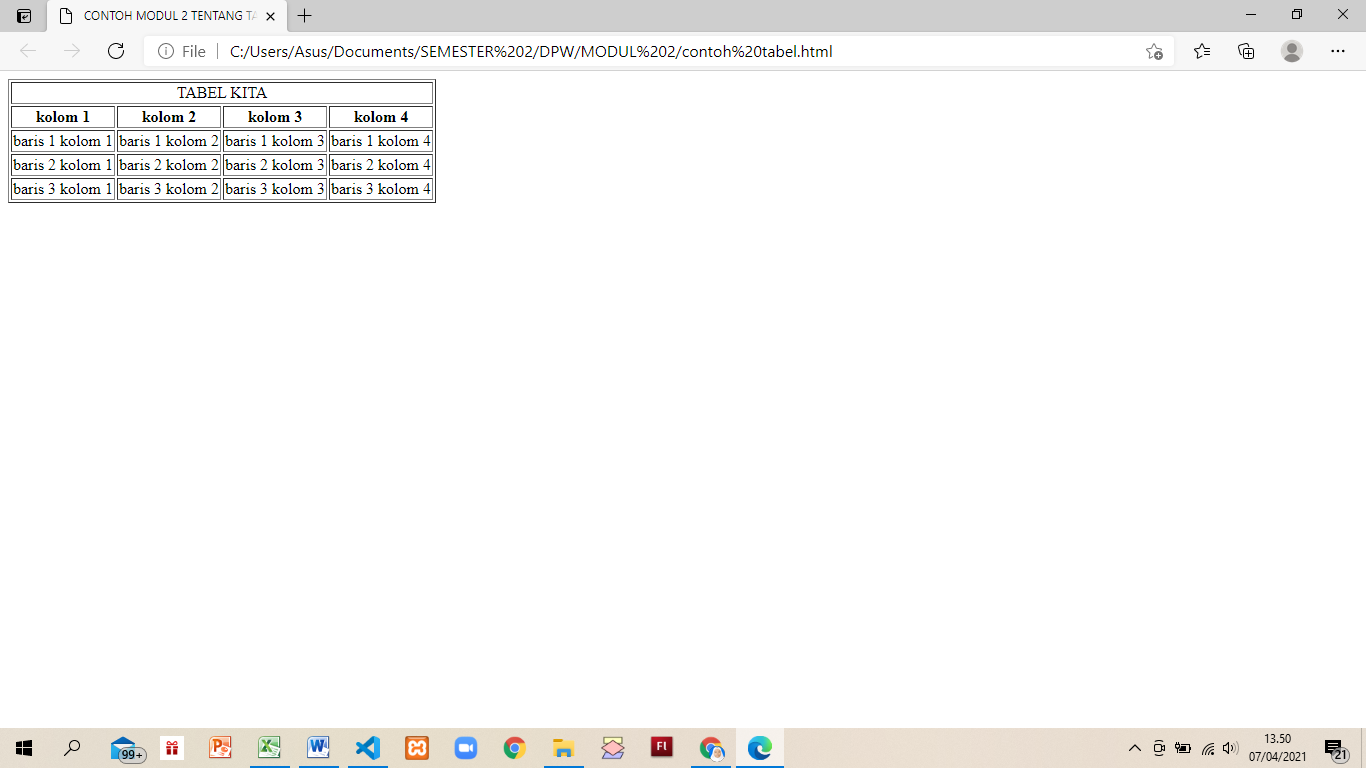 CONTOH MODUL 2 TENTANG TA
File
C:/Users/Asus/Documents/SEMESTER%202/DPW/MODUL%202/contoh%20tabel.html
TABEL KITA
kolom 1 kolom 2 kolom 3 kolom 4
baris 1 kolom 1 baris 1 kolom 2 baris 1 kolom 3 baris 1 kolom 4
baris 2 kolom 1 baris 2 kolom 2 baris 2 kolom 3 baris 2 kolom 4
baris 3 kolom 1 baris 3 kolom 2 baris 3 kolom 3 baris 3 kolom 4
99+
Fl
13.50
07/04/2021
21